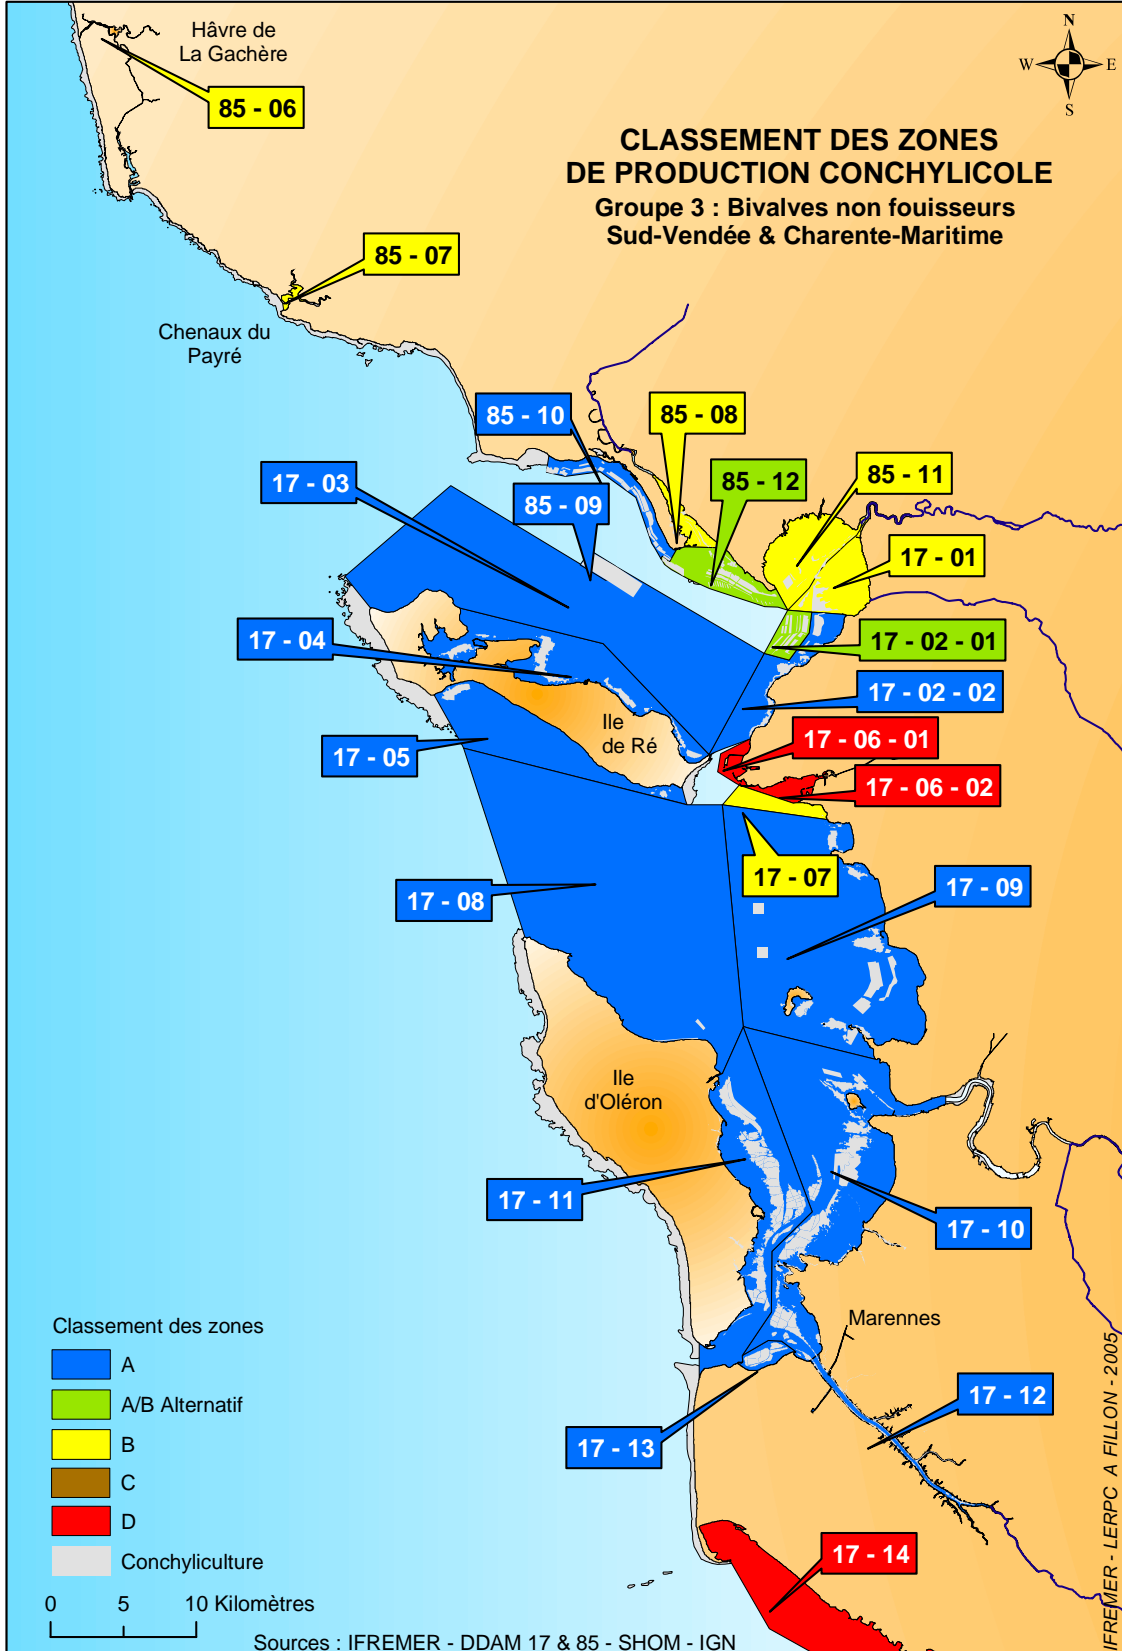 Hâvre de
La Gachère
N
W
E
S
85 - 06
CLASSEMENT DES ZONES
DE PRODUCTION CONCHYLICOLE
Groupe 3 : Bivalves non fouisseurs
Sud-Vendée & Charente-Maritime
85 - 07
Chenaux du
Payré
85 - 10
85 - 08
17 - 03
85 - 12
85 - 11
85 - 09
17 - 01
17 - 04
17 - 02 - 01
17 - 02 - 02
Ile
de Ré
17 - 05
17 - 06 - 01
17 - 06 - 02
17 - 07
17 - 08
17 - 09
Ile
d'Oléron
17 - 11
17 - 10
Marennes
17 - 12
17 - 13
17 - 14
Classement des zones
A
A/B Alternatif
B
C
D
Conchyliculture
0 5 10 Kilomètres
Sources : IFREMER - DDAM 17 & 85 - SHOM - IGN
IFREMER - LERPC A FILLON - 2005